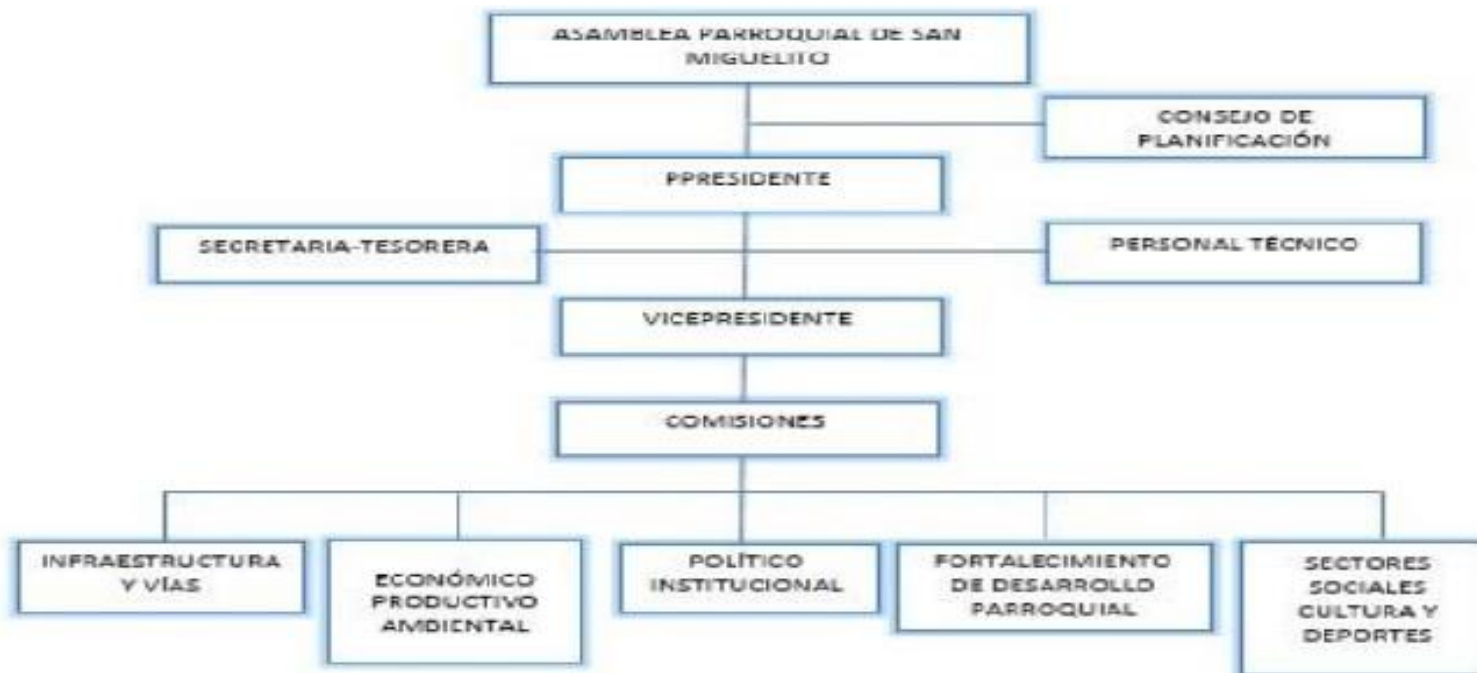 ASAMBLEA PARROQUIAL DE SAN
MIGUELITO
CONSEJO DE
PLANIFICACIÓN
PPRESIDENTE
SECRETARIA-TESORERA
PERSONAL TÉCNICO
VICEPRESIDENTE
COMISIONES
INFRAESTRUCTURA
Y VÍAS
ECONÓMICO
PRODUCTIVO
AMBIENTAL
POLÍTICO
INSTITUCIONAL
FORTALECIMIENTO
DE DESARROLLO
PARROQUIAL
SECTORES
SOCIALES
CULTURA Y
DEPORTES